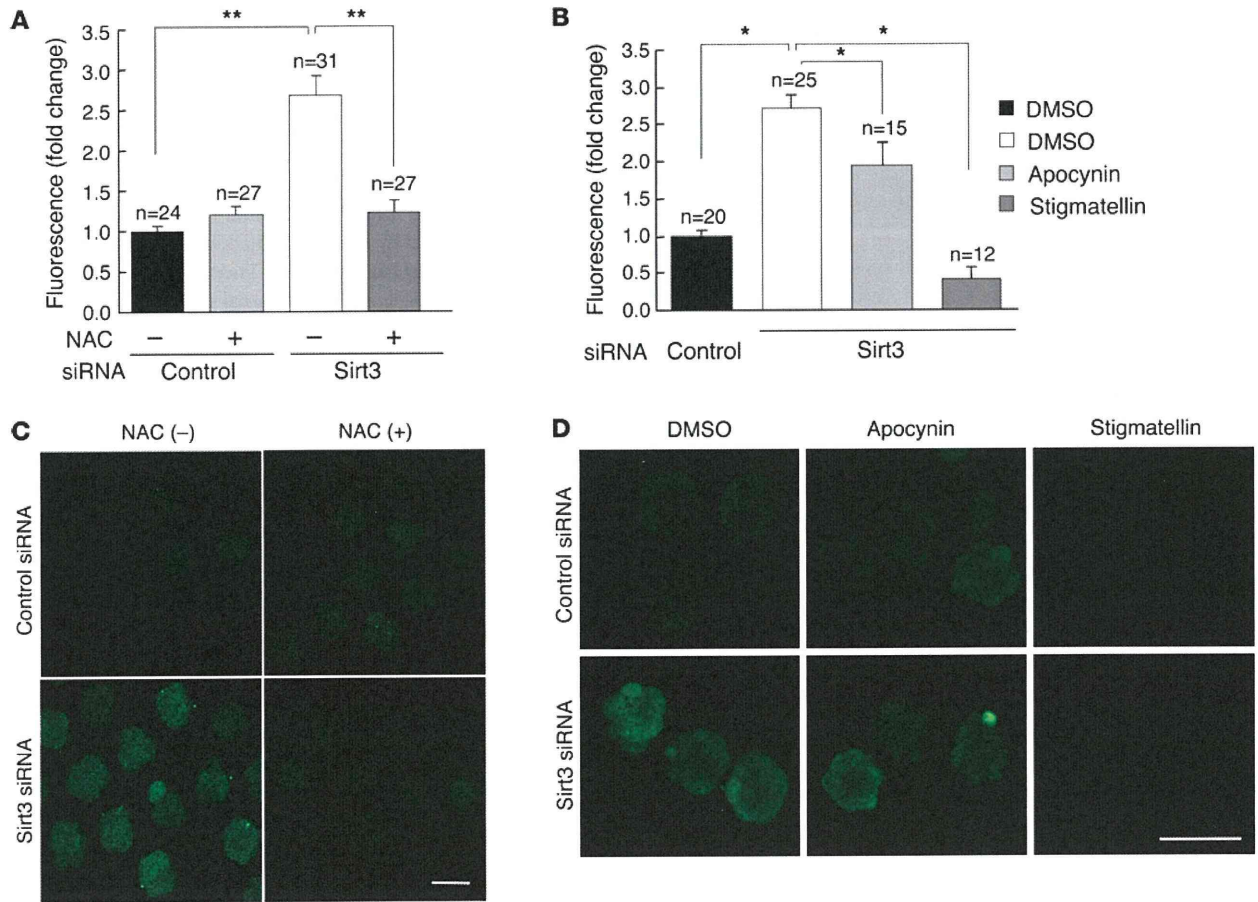 A
**
**
Fluorescence (fold change)
3.5
3.0
2.5
2.0
1.5
1.0
0.5
0.0
n=24
n=27
n=31
n=27
NAC − + − +
siRNA Control Sirt3
B
*
*
*
Fluorescence (fold change)
3.5
3.0
2.5
2.0
1.5
1.0
0.5
0.0
n=20
n=25
n=15
n=12
DMSO
DMSO
Apocynin
Stigmatellin
siRNA Control Sirt3
C
NAC (−) NAC (+)
Control siRNA
Sirt3 siRNA
D
DMSO Apocynin Stigmatellin
Control siRNA
Sirt3 siRNA